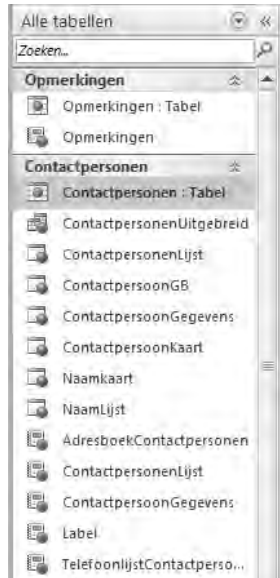 Alle tabellen
Zoeken...
Opmerkingen
Opmerkingen : Tabel
Opmerkingen
Contactpersonen
Contactpersonen : Tabel
ContactpersonenUitgebreid
ContactpersonenLijst
ContactpersoonGB
ContactpersoonGegevens
ContactpersoonKaart
Naamkaart
NaamLijst
AdresboekContactpersonen
ContactpersonenLijst
ContactpersoonGegevens
Label
TelefoonlijstContactperso...